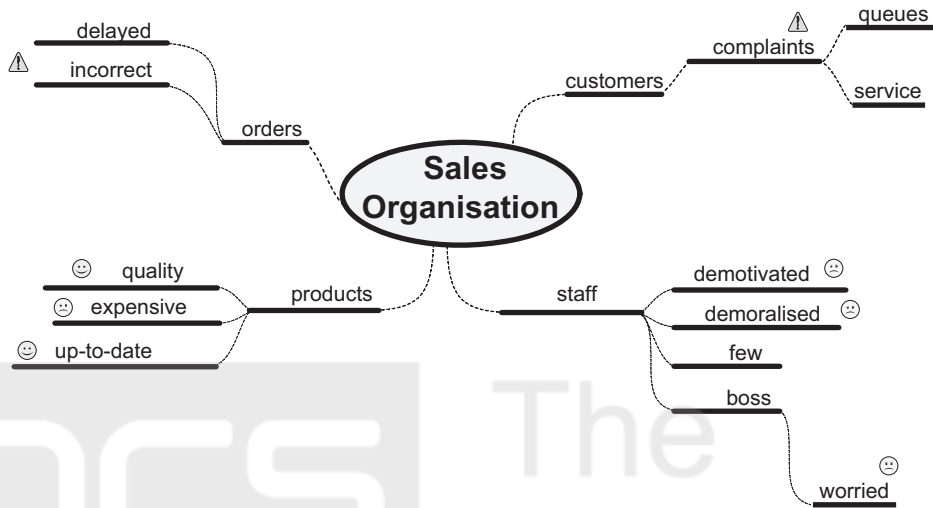 delayed
incorrect
orders
queues
complaints
service
customers
Sales
Organisation
quality
expensive
up-to-date
products
staff
demotivated
demoralised
few
boss
worried
The